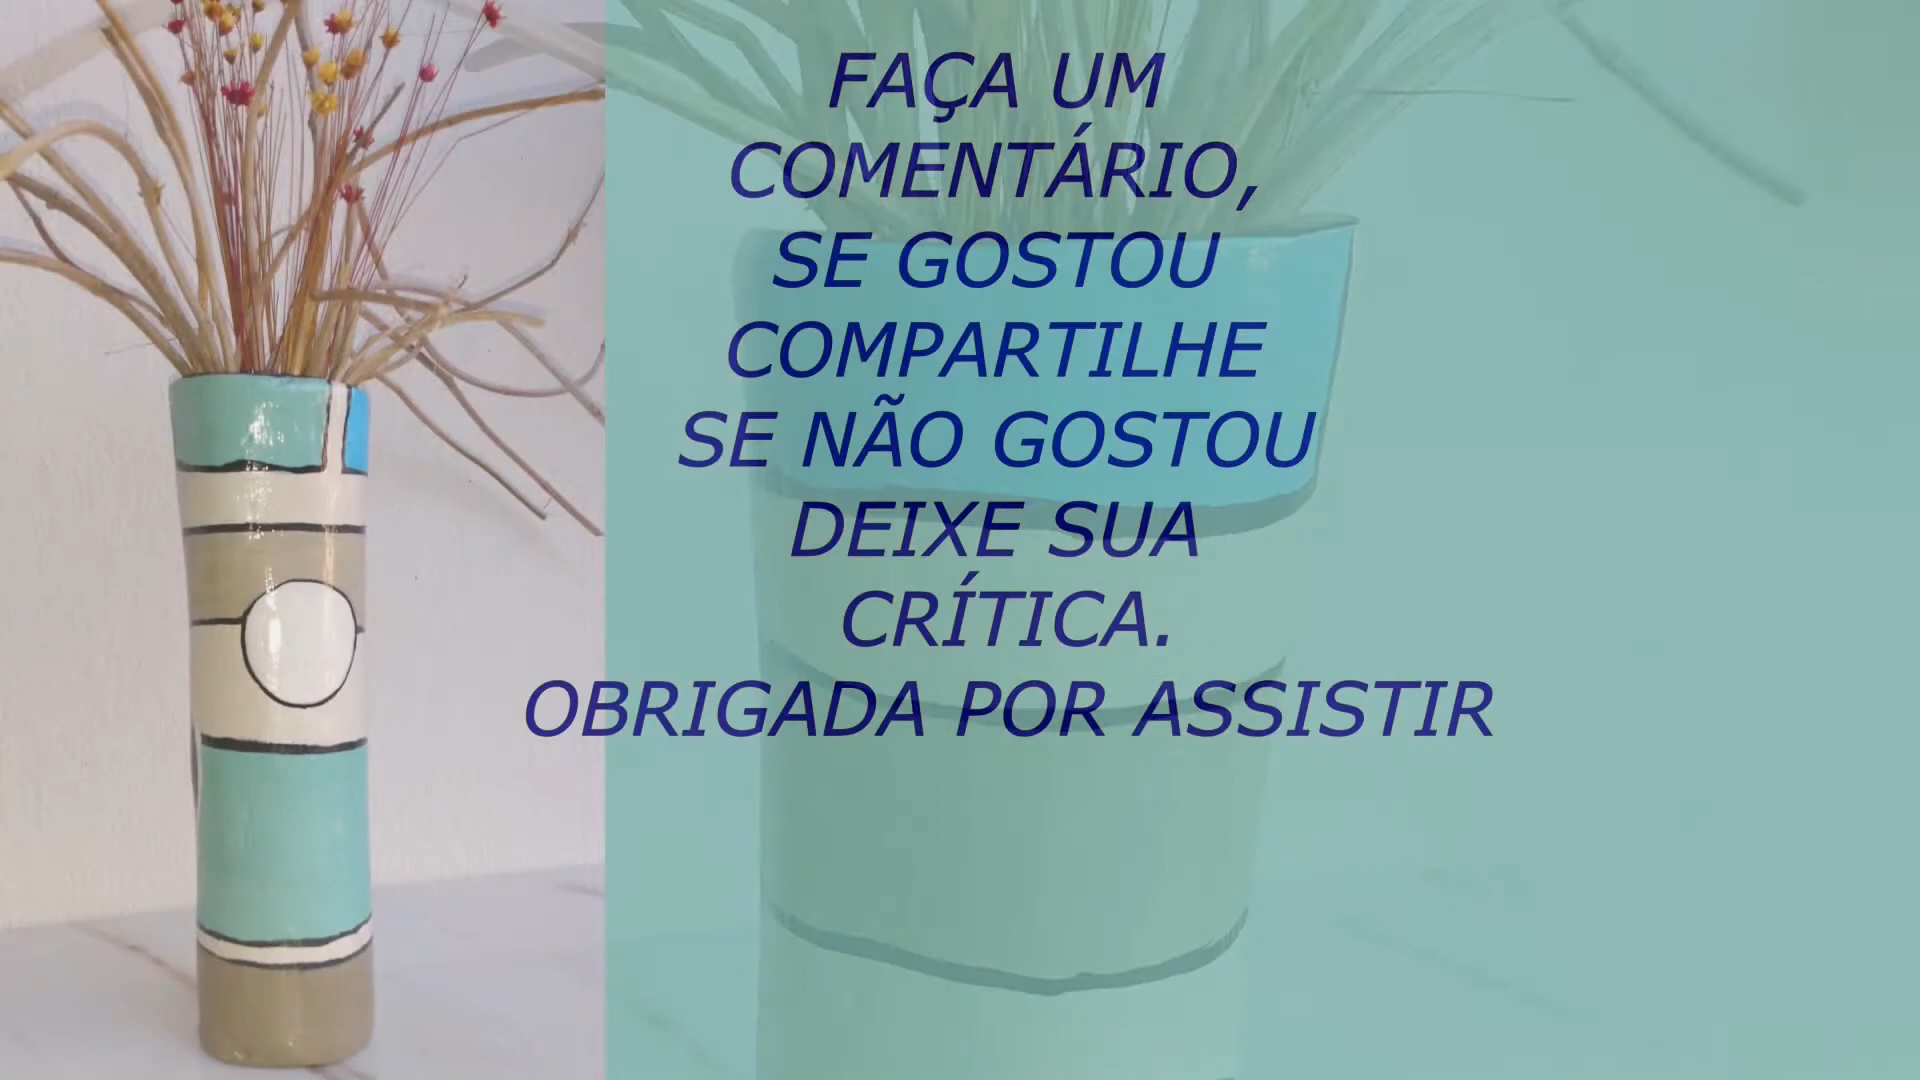 FAÇA UM
COMENTÁRIO,
SE GOSTOU
COMPARTILHE
SE NÃO GOSTOU
DEIXE SUA
CRÍTICA.
OBRIGADA POR ASSISTIR